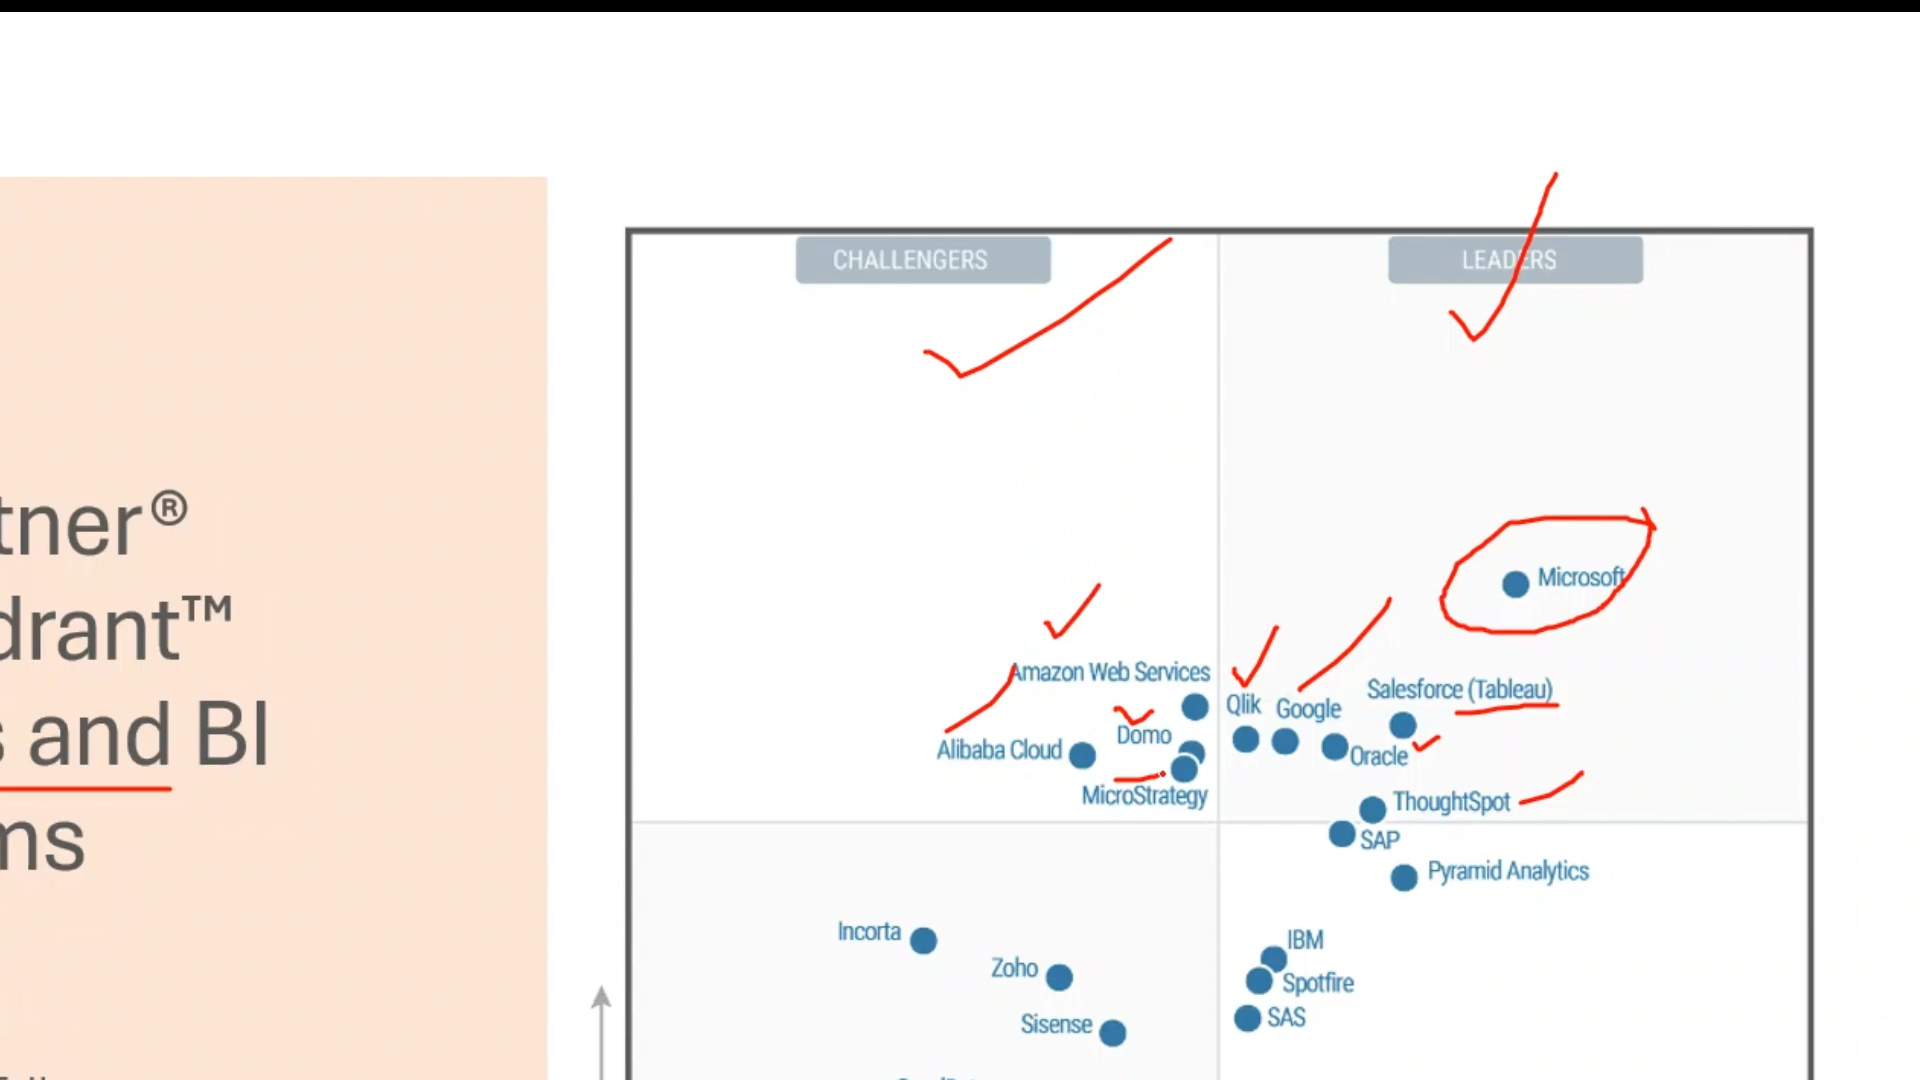 tner®
drant™
s and BI
ms
CHALLENGERS
LEADERS
Microsoft
Amazon Web Services
Qlik
Google
Salesforce (Tableau)
Domo
Alibaba Cloud
Oracle
MicroStrategy
ThoughtSpot
SAP
Pyramid Analytics
Incorta
IBM
Zoho
Spotfire
Sisense
SAS